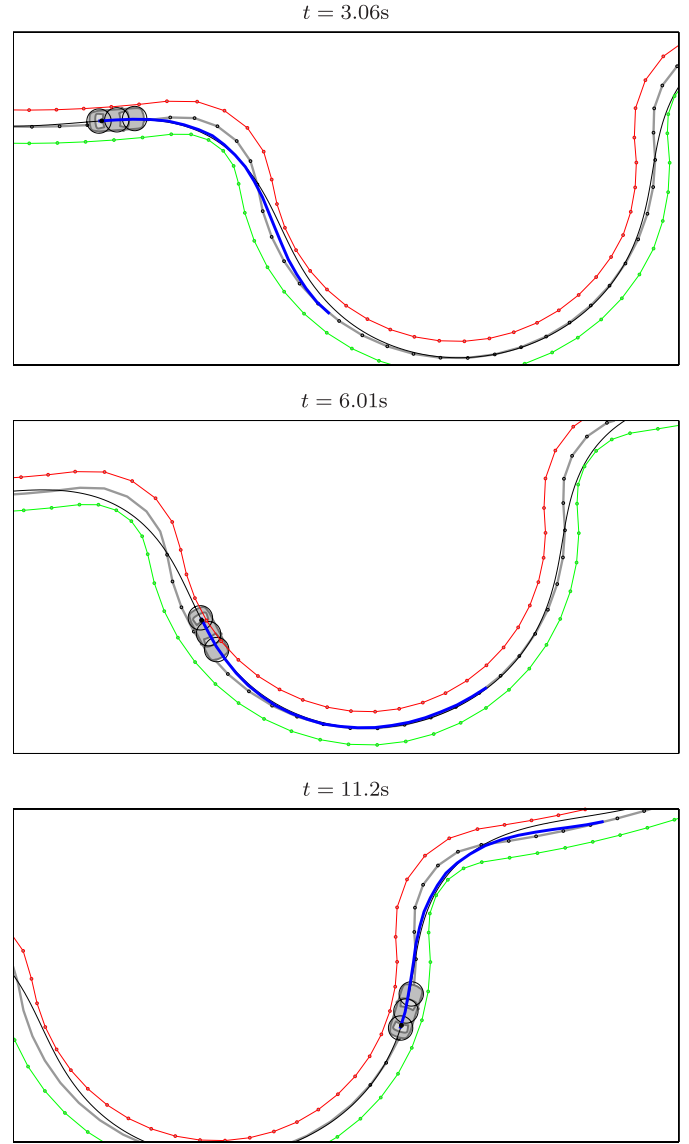 t = 3.06s
t = 6.01s
t = 11.2s